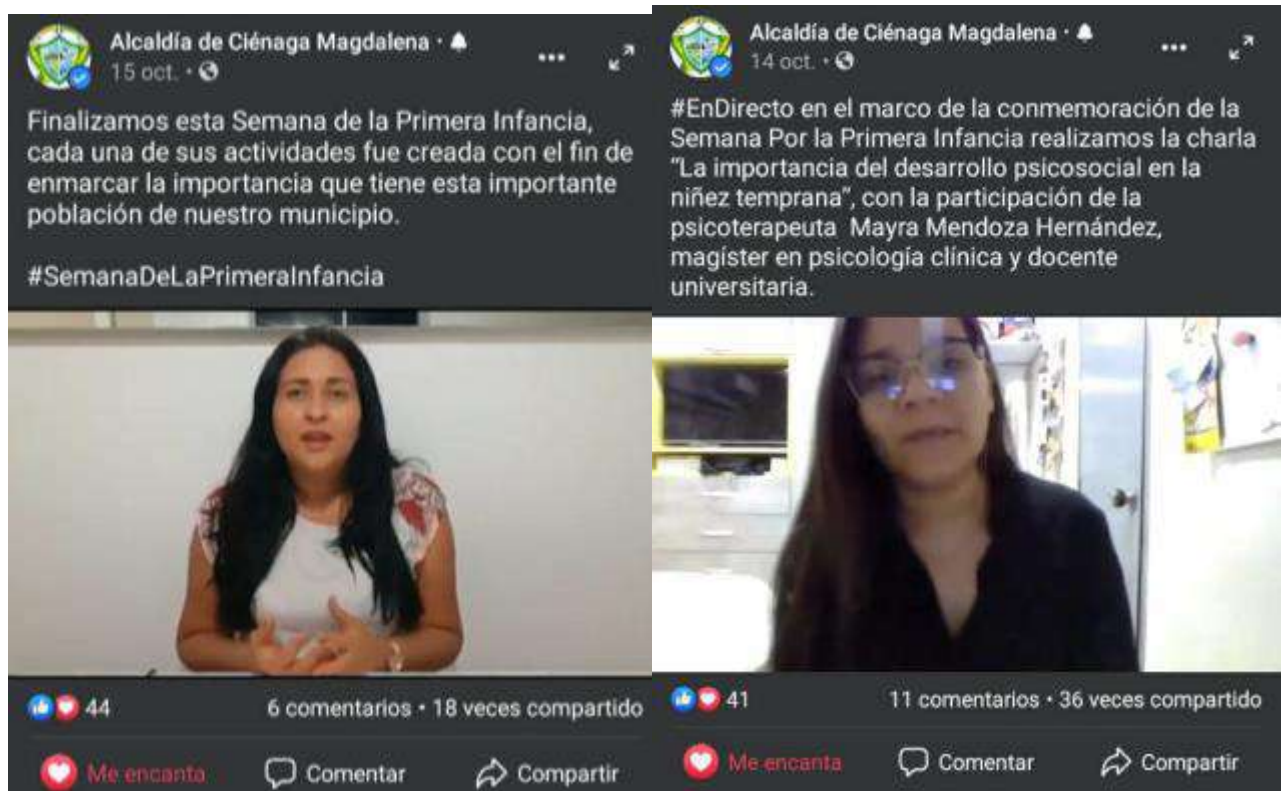 Alcaldía de Ciénaga Magdalena ·
15 oct. ·
Finalizamos esta Semana de la Primera Infancia,
cada una de sus actividades fue creada con el fin de
enmarcar la importancia que tiene esta importante
población de nuestro municipio.
#SemanaDeLaPrimeraInfancia
44
6 comentarios • 18 veces compartido
Me encanta
Comentar
Compartir
Alcaldía de Ciénaga Magdalena ·
14 oct. ·
#EnDirecto en el marco de la conmemoración de la
Semana Por la Primera Infancia realizamos la charla
“La importancia del desarrollo psicosocial en la
niñez temprana”, con la participación de la
psicoterapeuta Mayra Mendoza Hernández,
magíster en psicología clínica y docente
universitaria.
41
11 comentarios • 36 veces compartido
Me encanta
Comentar
Compartir